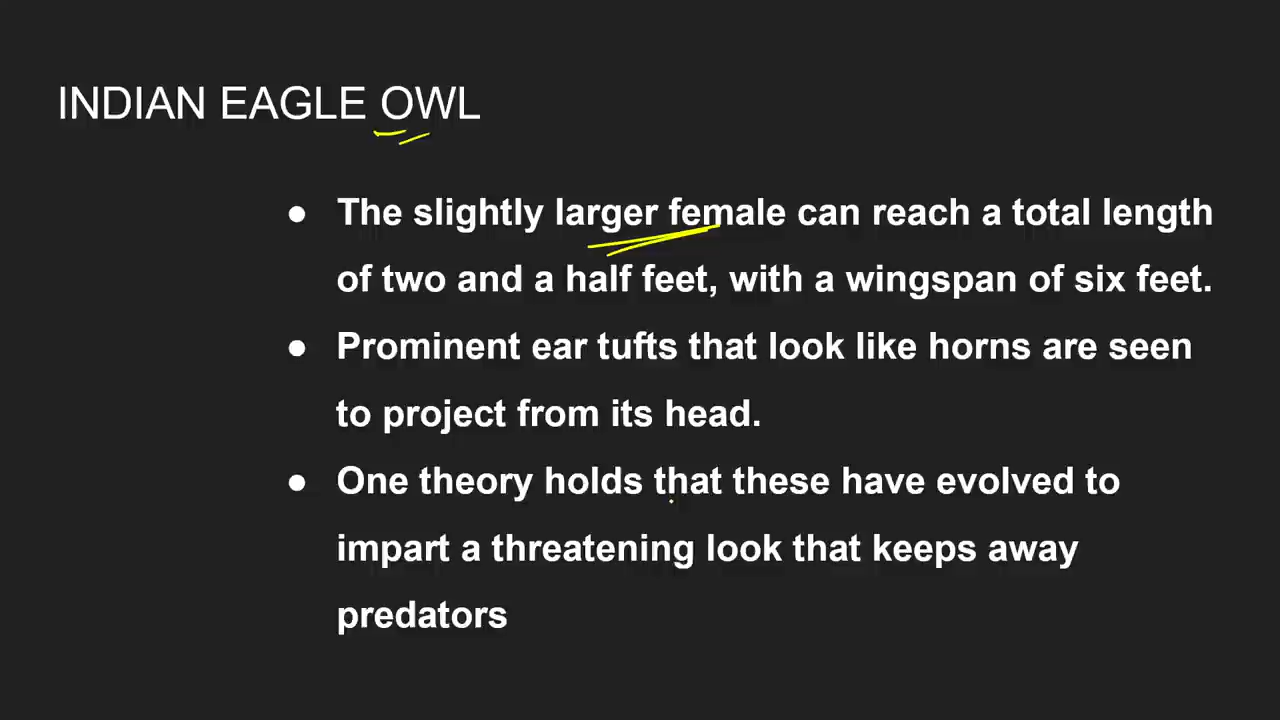 INDIAN EAGLE OWL
● The slightly larger female can reach a total length
of two and a half feet, with a wingspan of six feet.
● Prominent ear tufts that look like horns are seen
to project from its head.
● One theory holds that these have evolved to
impart a threatening look that keeps away
predators